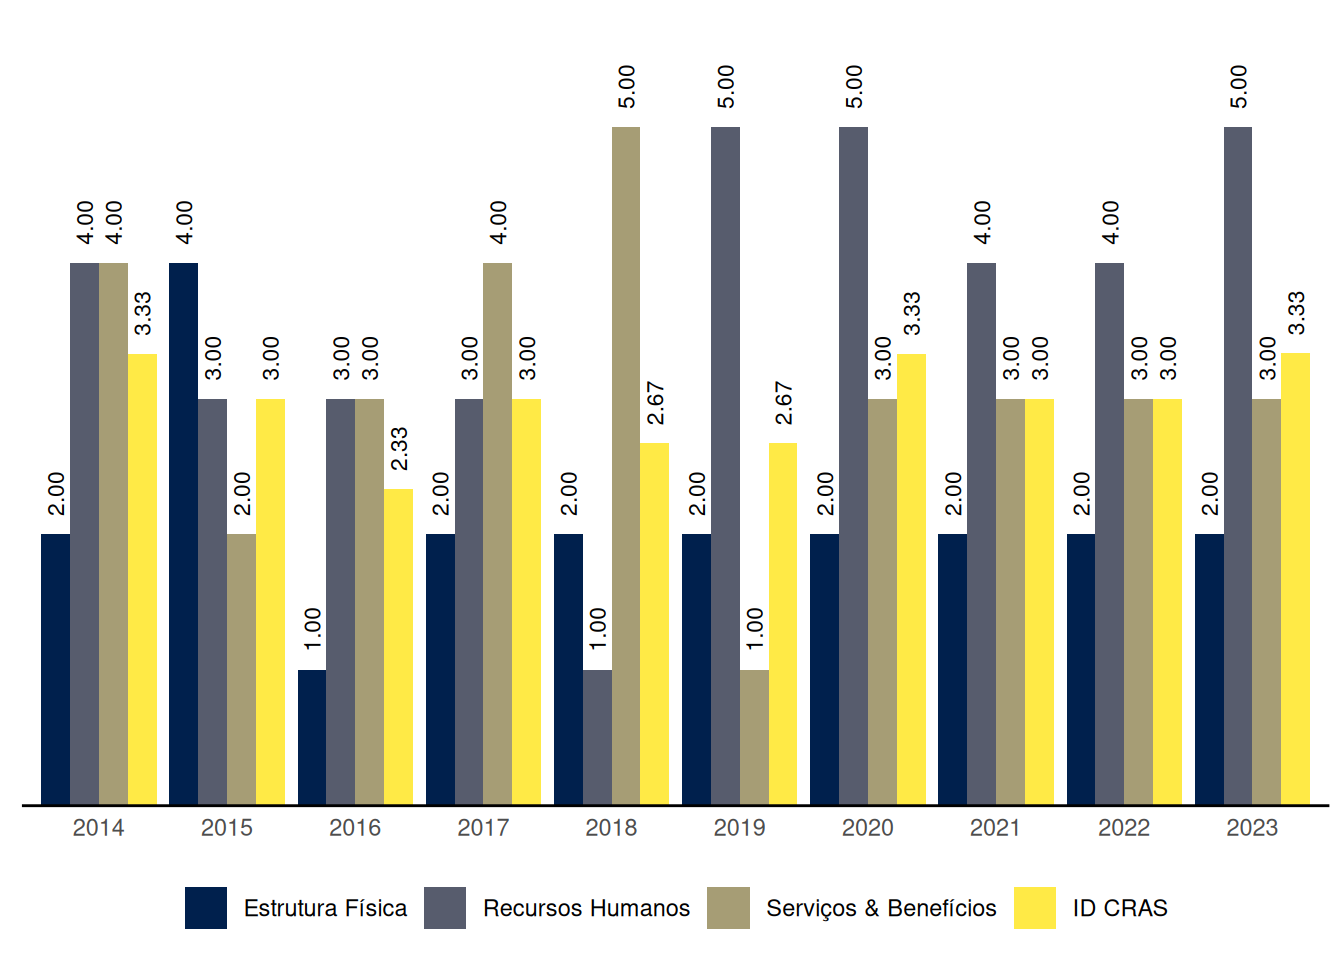 2.00 4.00 4.00 3.33
4.00 3.00 2.00 3.00
1.00 3.00 3.00 2.33
2.00 3.00 4.00 3.00
2.00 1.00 5.00 2.67
2.00 5.00 1.00 2.67
2.00 5.00 3.00 3.33
2.00 4.00 3.00 3.00
2.00 4.00 3.00 3.00
2.00 5.00 3.00 3.33
2014 2015 2016 2017 2018 2019 2020 2021 2022 2023
Estrutura Física Recursos Humanos Serviços & Benefícios ID CRAS